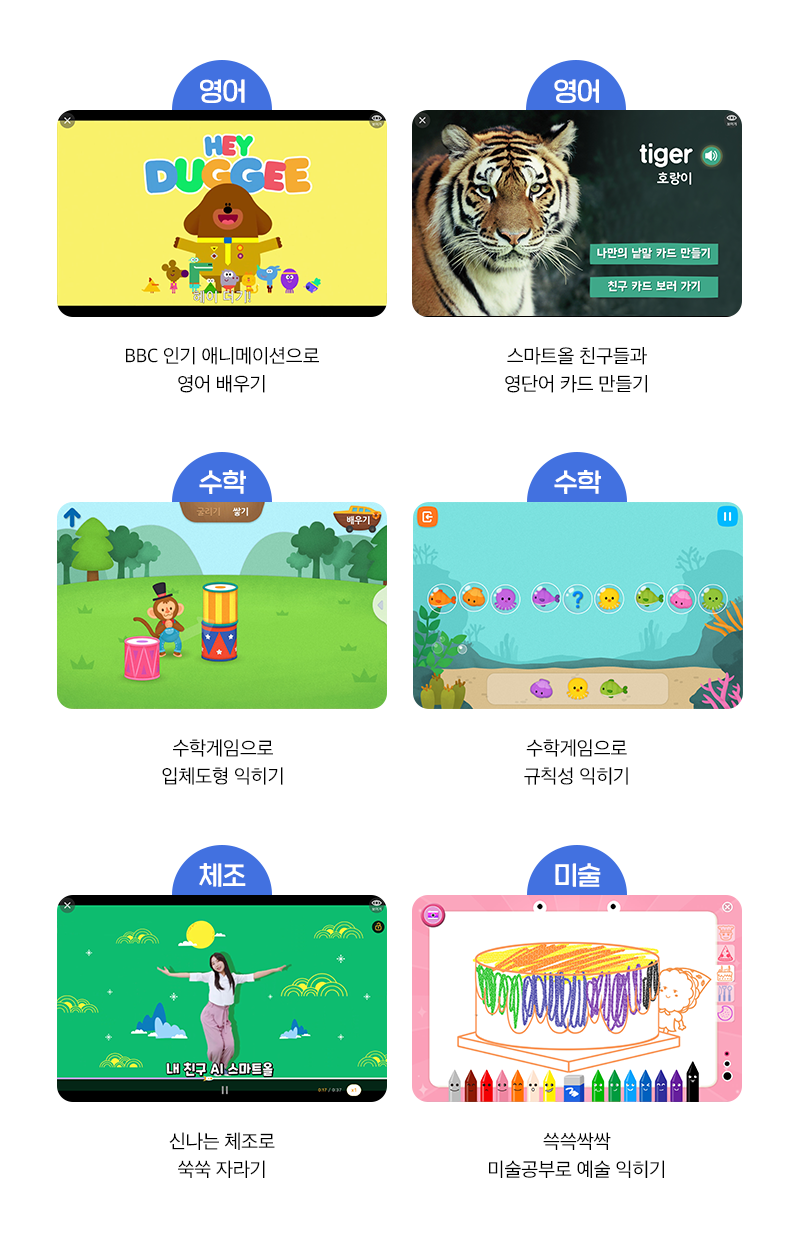 영어
영어
HEY
DUGGEE
헤이 더기!
tiger
호랑이
나만의 낱말 카드 만들기
친구 카드 보러 가기
BBC 인기 애니메이션으로
영어 배우기
스마트올 친구들과
영단어 카드 만들기
수학
수학
굴리기 쌓기
배우기
?
수학게임으로
입체도형 익히기
수학게임으로
규칙성 익히기
체조
미술
내 친구 AI 스마트올
0:17 / 0:37
x1
신나는 체조로
쑥쑥 자라기
쓱쓱싹싹
미술공부로 예술 익히기